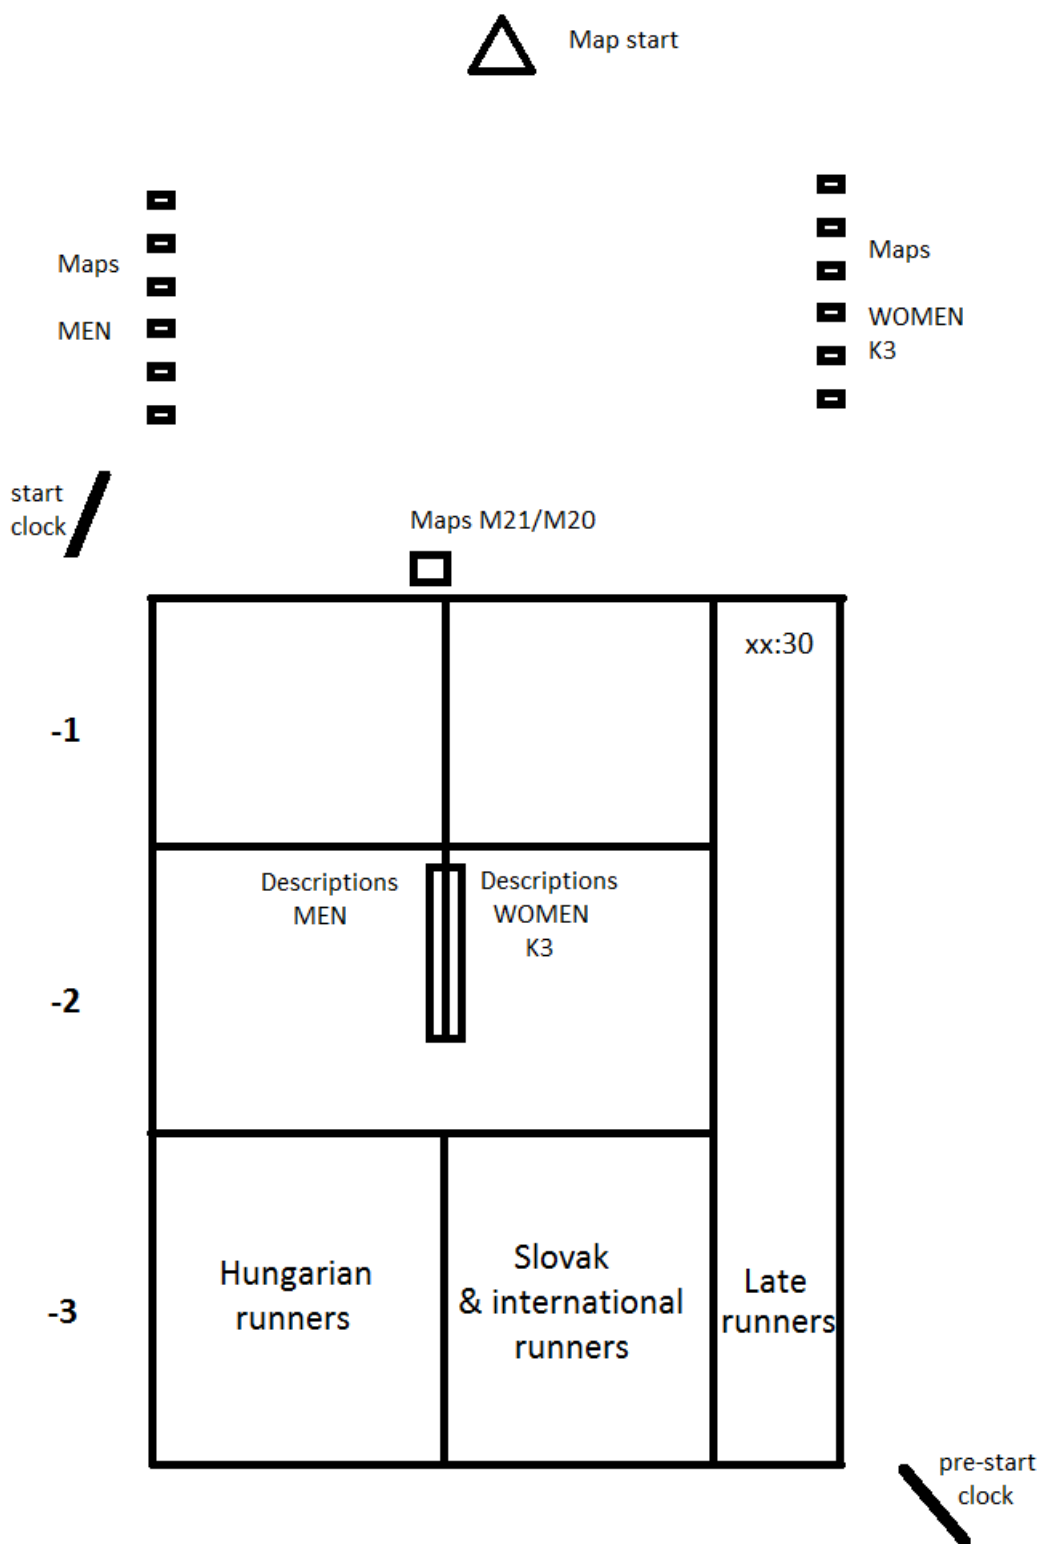 Map start
Maps
MEN
Maps
WOMEN
K3
start
clock
Maps M21/M20
xx:30
-1
Descriptions
MEN
Descriptions
WOMEN
K3
-2
-3
Hungarian
runners
Slovak
& international
runners
Late
runners
pre-start
clock